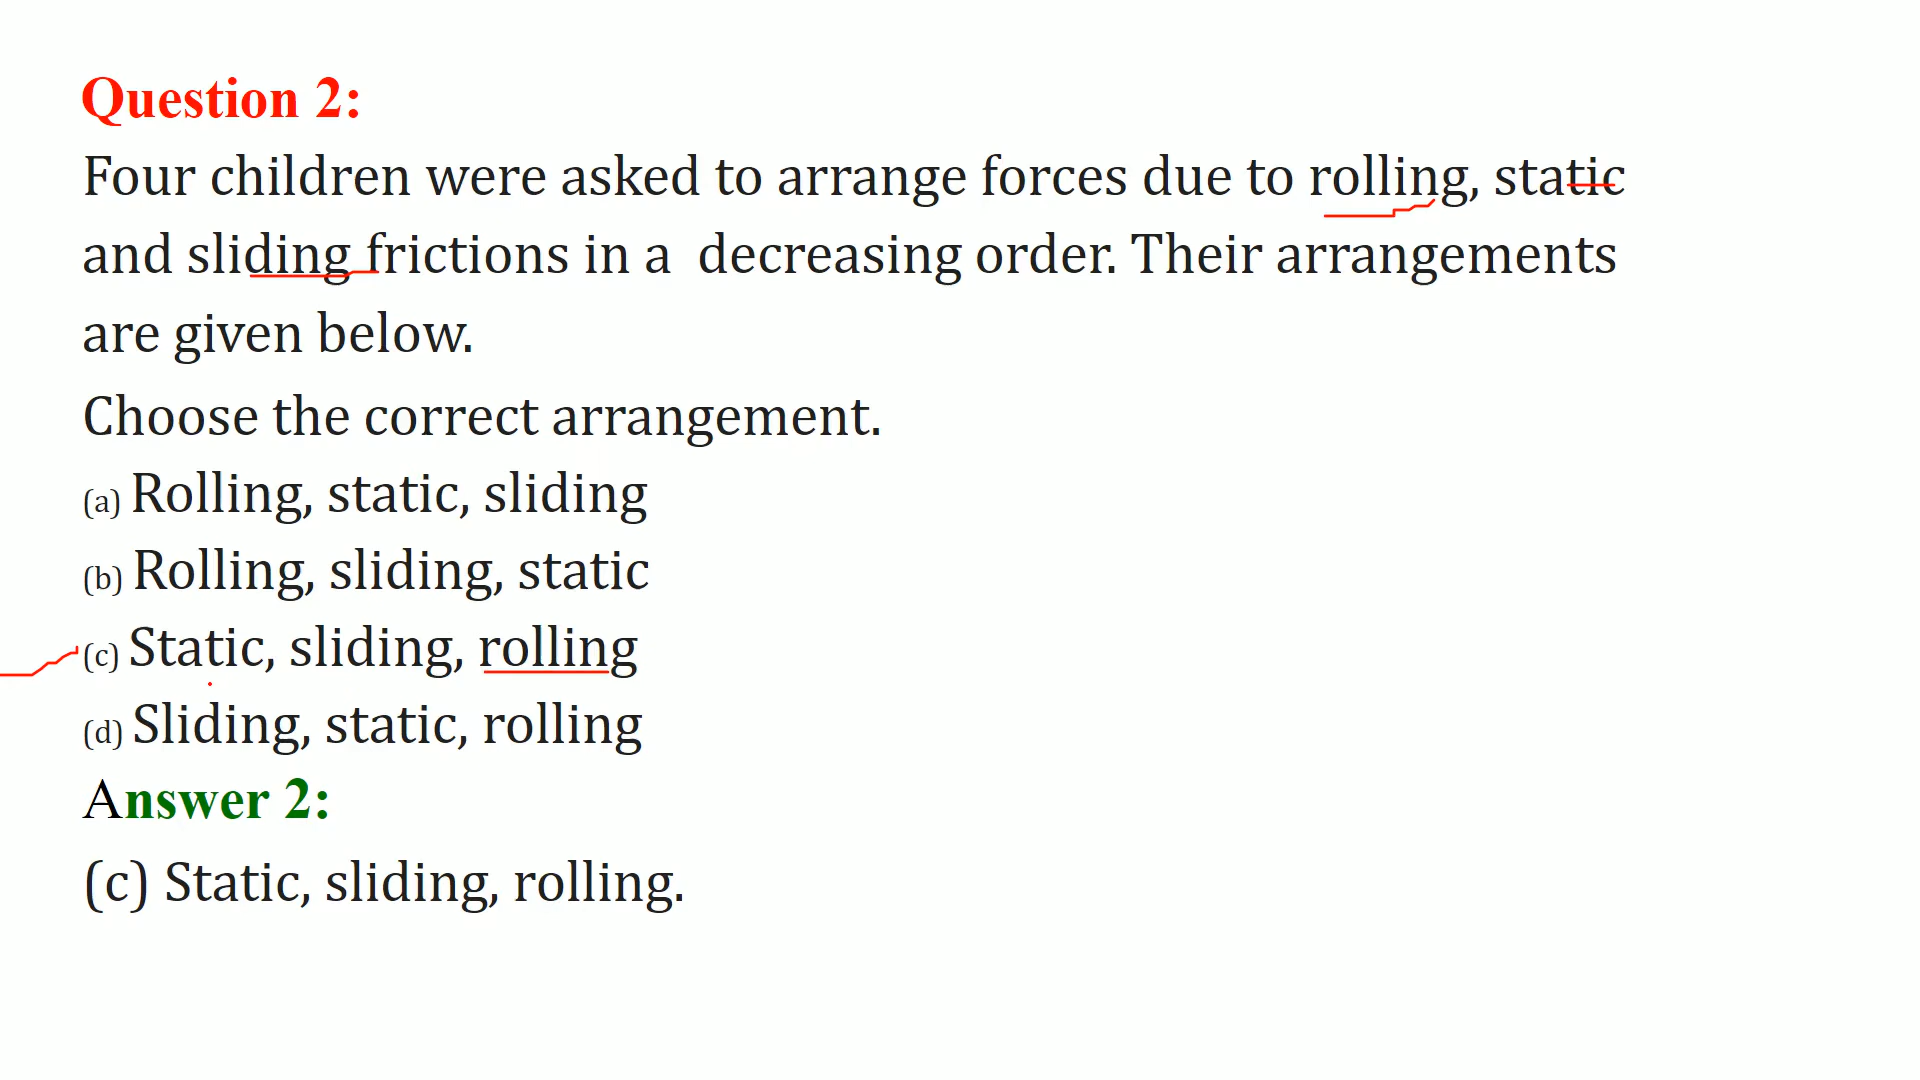 Question 2:
Four children were asked to arrange forces due to rolling, static
and sliding frictions in a decreasing order. Their arrangements
are given below.
Choose the correct arrangement.
(a) Rolling, static, sliding
(b) Rolling, sliding, static
(c) Static, sliding, rolling
(d) Sliding, static, rolling
Answer 2:
(c) Static, sliding, rolling.